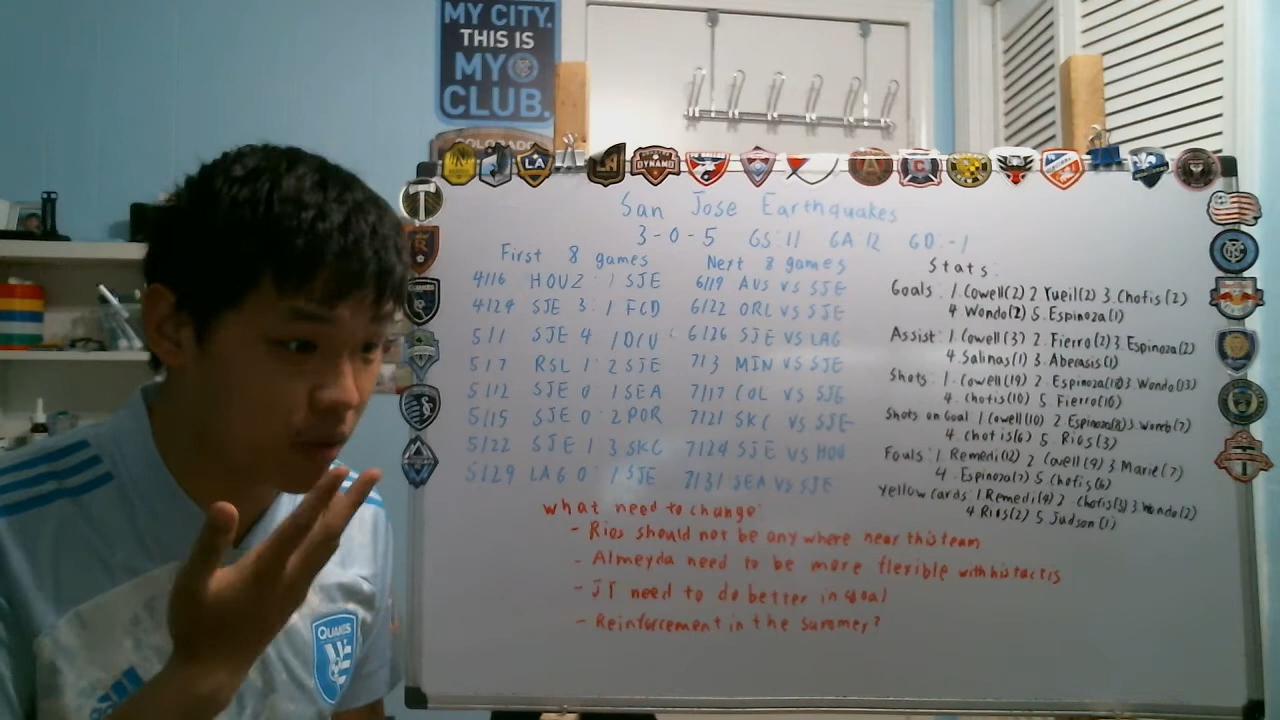 MY CITY.
THIS IS
MY
CLUB.
COLORADO
LA
DYNAMO
San Jose Earthquakes
3-0-5 GS:11 GA:12 GD:-1
First 8 games
4/16 HOU 2:1 SJE
4/24 SJE 3:1 FCD
5/1 SJE 4:1 DCU
5/7 RSL 1:2 SJE
5/12 SJE 0:1 SEA
5/15 SJE 0:2 POR
5/22 SJE 1:3 SKC
5/29 LAG 0:1 SJE
Next 8 games
6/19 AUS VS SJE
6/22 ORL VS SJE
6/26 SJE VS LAG
7/3 MIN VS SJE
7/17 COL VS SJE
7/21 SKC VS SJE
7/24 SJE VS HOU
7/31 SEA VS SJE
Stats:
Goals: 1.Cowell(2) 2 Yueil(2) 3.Chofis(2)
4 Wondo(2) 5. Espinoza(1)
Assist: 1.Cowell(3) 2. Fierro(2) 3 Espinoza(2)
4.Salinas(1) 3.Abecasis(1)
Shots: 1.Cowell(19) 2. Espinoza(18) 3.Wondo(13)
4. Chofis(10) 5. Fierro(10)
Shots on Goal 1 Cowell(10) 2. Espinoza(8) 3.Wondo(7)
4. Chofis(6) 5. Rios(3)
Fouls: 1. Remedi(12) 2. Cowell(9) 3 Marie(7)
4. Espinoza(7) 5 Chofis(6)
Yellow cards: 1.Remedi(4) 2. Chofis(3) 3.Wondo(2)
4 Rios(2) 5 Judson(1)
what need to change:
- Rios should not be any where near this team
- Almeyda need to be more flexible with his tactis
- JT need to do better in goal
- Reinforcement in the summer?
QUAKES